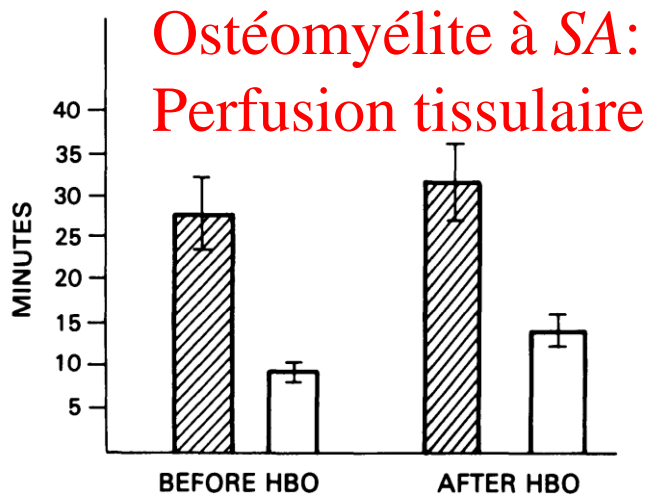 Ostéomyélite à SA:
Perfusion tissulaire
MINUTES
40
35
30
25
20
15
10
5
BEFORE HBO
AFTER HBO